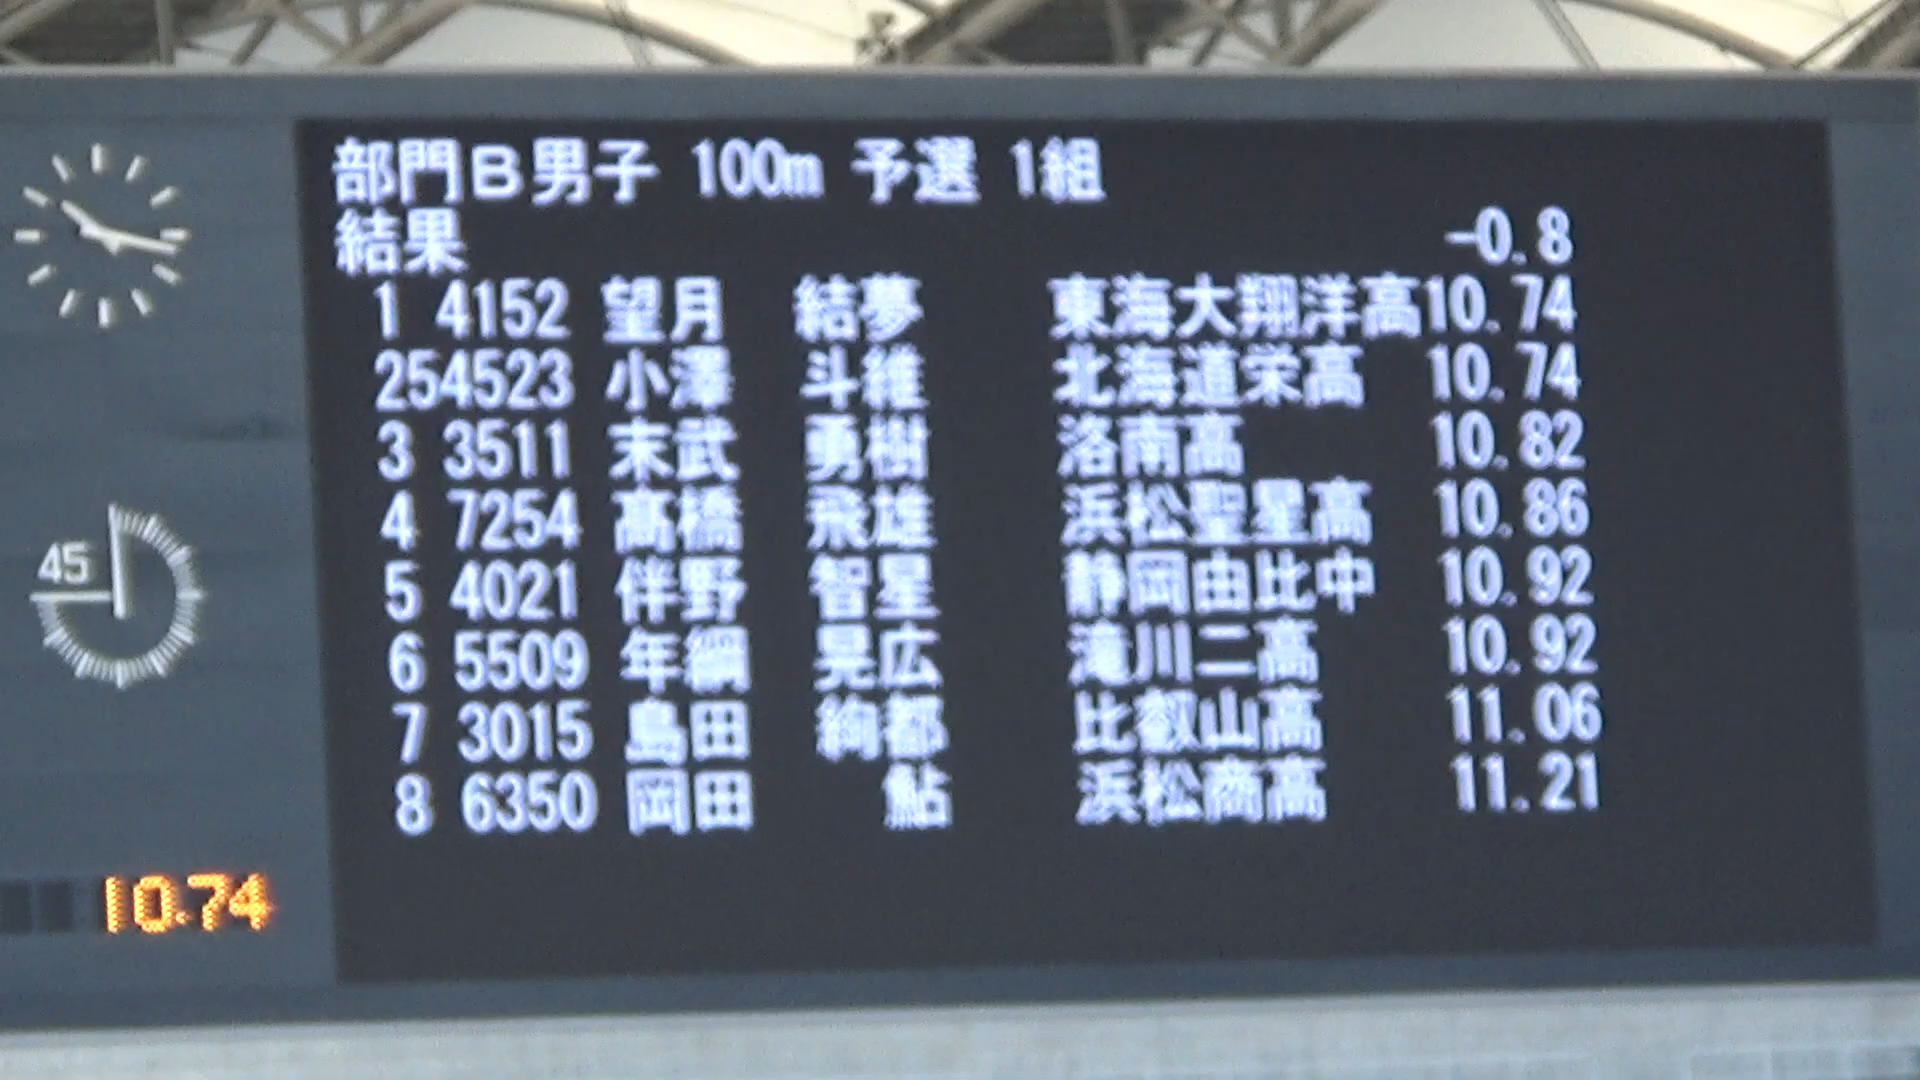 部門B男子 100m 予選 1組
結果 -0.8
1 4152 望月 結夢 東海大翔洋高 10.74
2 54523 小澤 斗維 北海道栄高 10.74
3 3511 末武 勇樹 洛南高 10.82
4 7254 髙橋 飛雄 浜松聖星高 10.86
5 4021 伴野 智星 静岡由比中 10.92
6 5509 年綱 晃広 滝川二高 10.92
7 3015 島田 絢都 比叡山高 11.06
8 6350 岡田 鮎 浜松商高 11.21
45
10.74